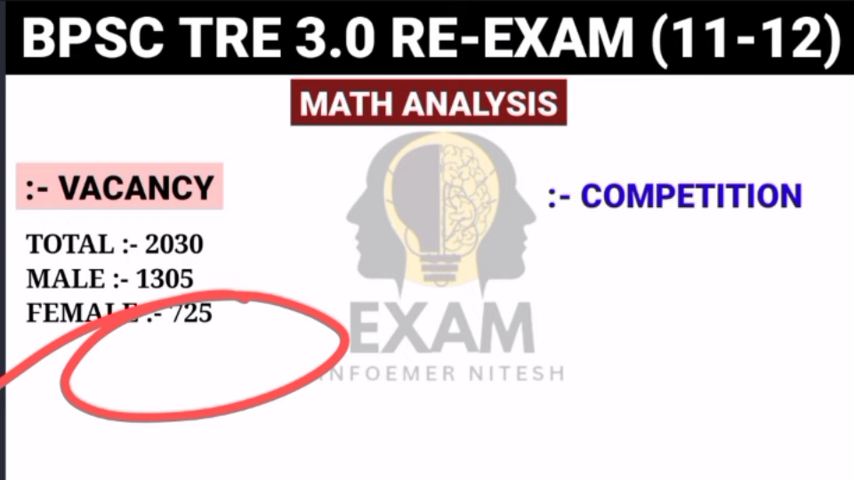 BPSC TRE 3.0 RE-EXAM (11-12)
MATH ANALYSIS
:- VACANCY
:- COMPETITION
TOTAL :- 2030
MALE :- 1305
FEMALE :- 725
EXAM
INFOEMER NITESH